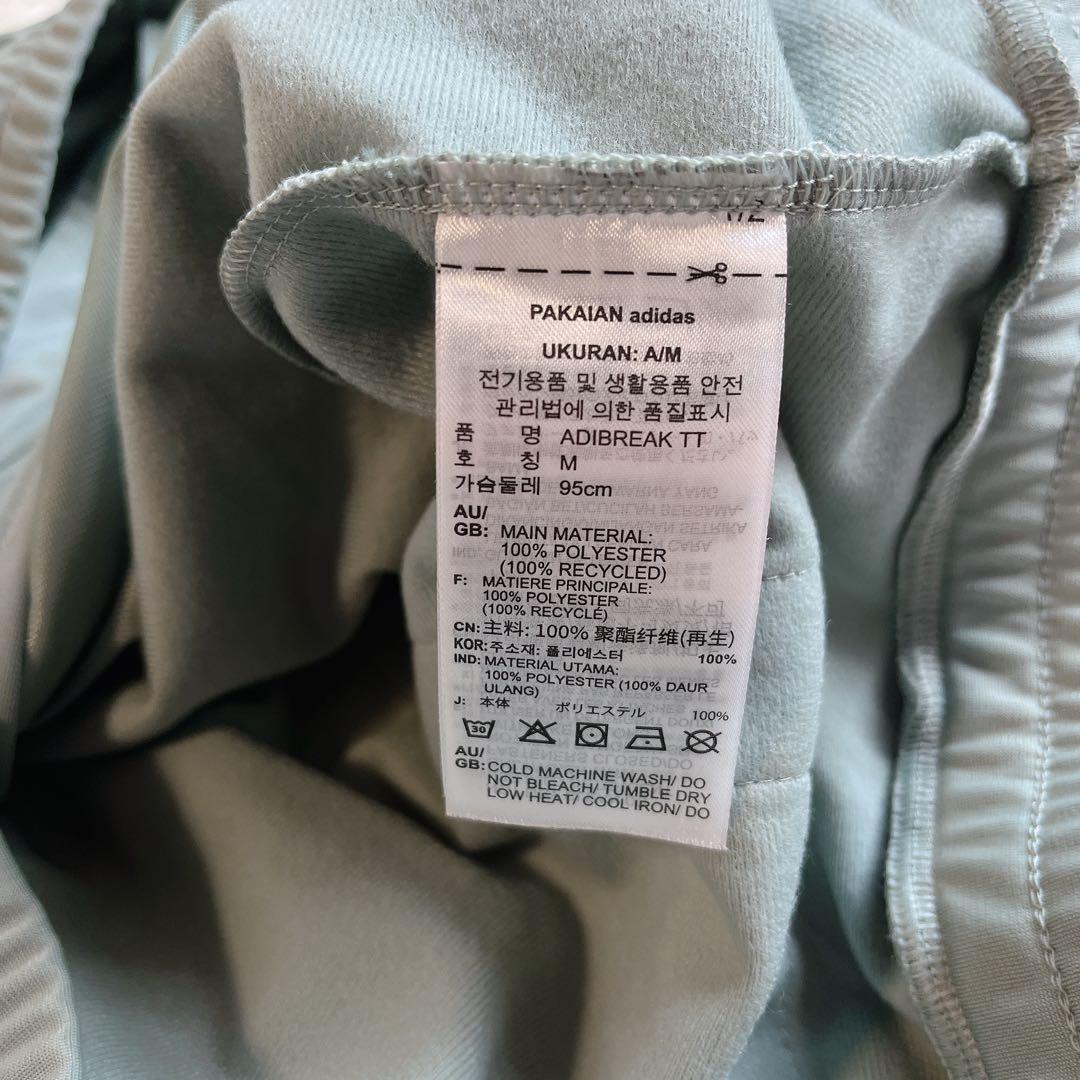 PAKAIAN adidas
UKURAN: A/M
전기용품 및 생활용품 안전
관리법에 의한 품질표시
품 명 ADIBREAK TT
호 칭 M
가슴둘레 95cm
AU/
GB: MAIN MATERIAL:
100% POLYESTER
(100% RECYCLED)
F: MATIERE PRINCIPALE:
100% POLYESTER
(100% RECYCLÉ)
CN: 主料: 100% 聚酯纤维(再生)
KOR: 주소재: 폴리에스터 100%
IND: MATERIAL UTAMA:
100% POLYESTER (100% DAUR
ULANG)
J: 本体 ポリエステル 100%
30
AU/
GB: COLD MACHINE WASH/ DO
NOT BLEACH/ TUMBLE DRY
LOW HEAT/ COOL IRON/ DO